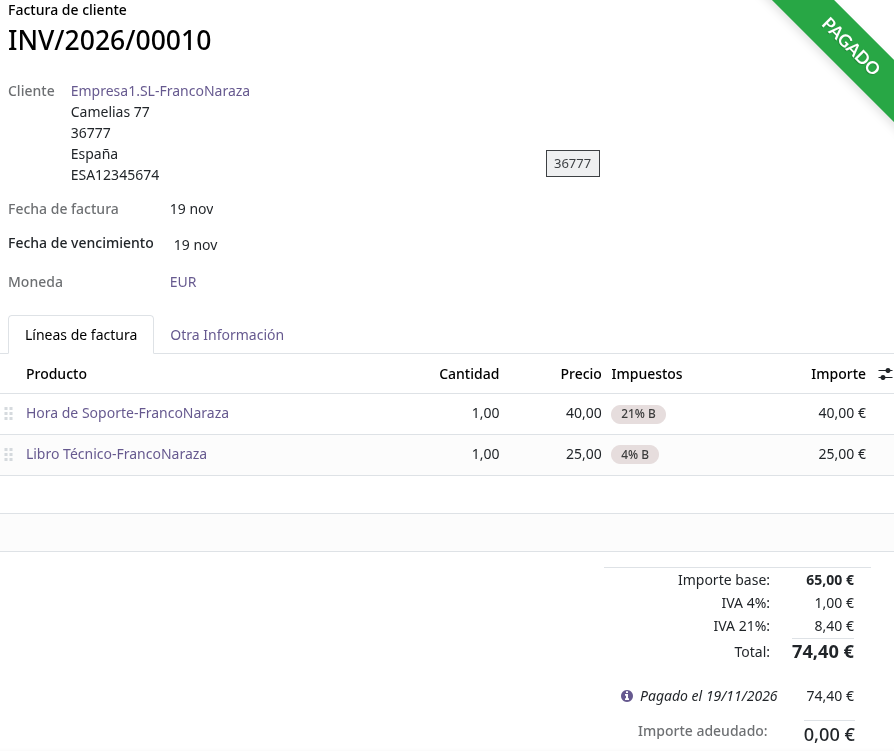 Factura de cliente
INV/2026/00010
PAGADO
Cliente Empresa1.SL-FrancoNaraza
Camelias 77
36777
España
ESA12345674
36777
Fecha de factura 19 nov
Fecha de vencimiento 19 nov
Moneda EUR
Líneas de factura Otra Información
Producto Cantidad Precio Impuestos Importe
Hora de Soporte-FrancoNaraza 1,00 40,00 21% B 40,00 €
Libro Técnico-FrancoNaraza 1,00 25,00 4% B 25,00 €
Importe base: 65,00 €
IVA 4%: 1,00 €
IVA 21%: 8,40 €
Total: 74,40 €
Pagado el 19/11/2026 74,40 €
Importe adeudado: 0,00 €